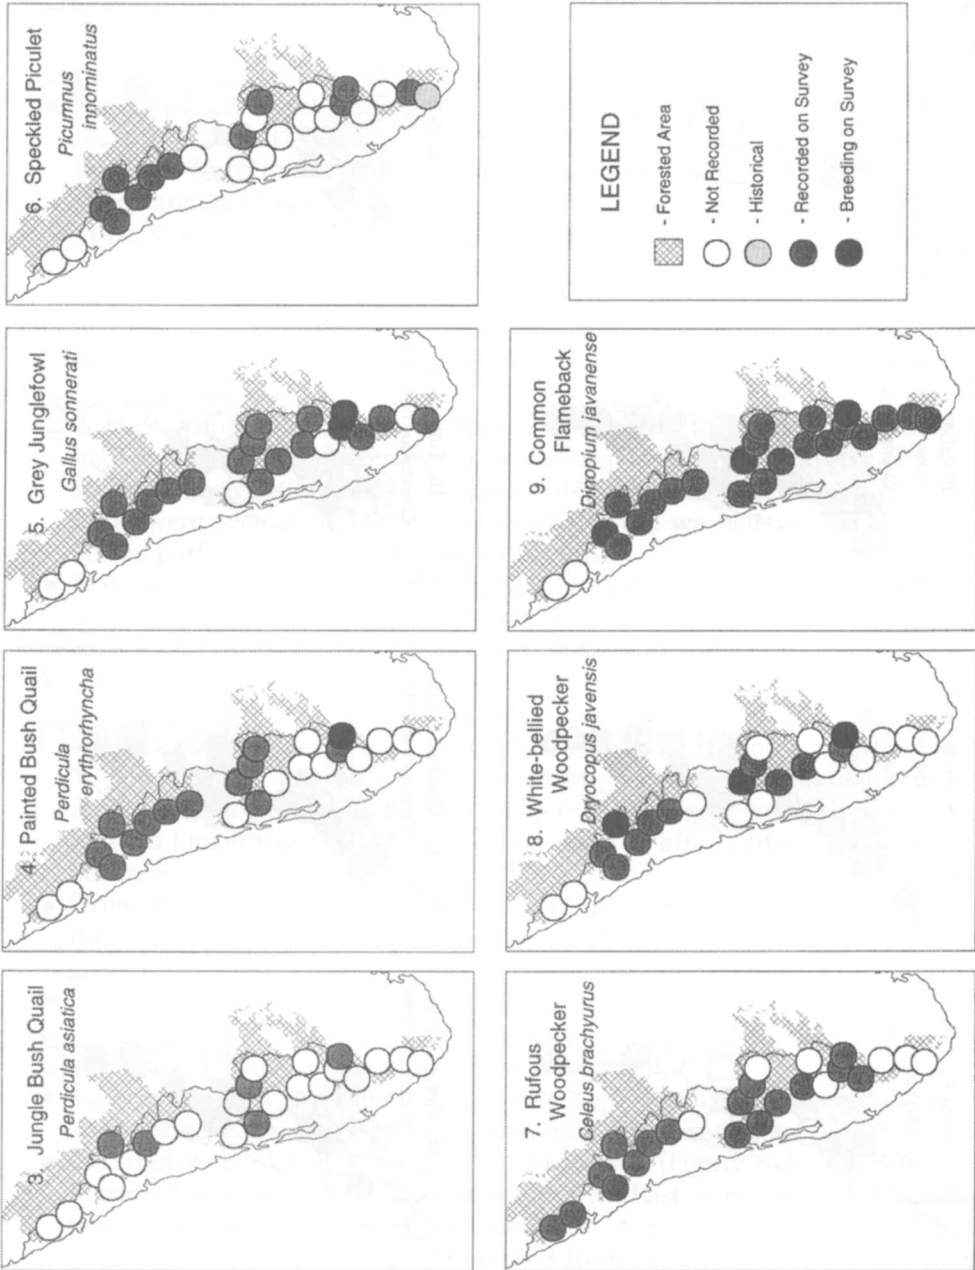 3. Jungle Bush Quail
Perdicula asiatica
4. Painted Bush Quail
Perdicula
erythrorhyncha
5. Grey Junglefowl
Gallus sonnerati
6. Speckled Piculet
Picumnus
innominatus
7. Rufous
Woodpecker
Celeus brachyurus
8. White-bellied
Woodpecker
Dryocopus javensis
9. Common
Flameback
Dinopium javanense
LEGEND
- Forested Area
- Not Recorded
- Historical
- Recorded on Survey
- Breeding on Survey